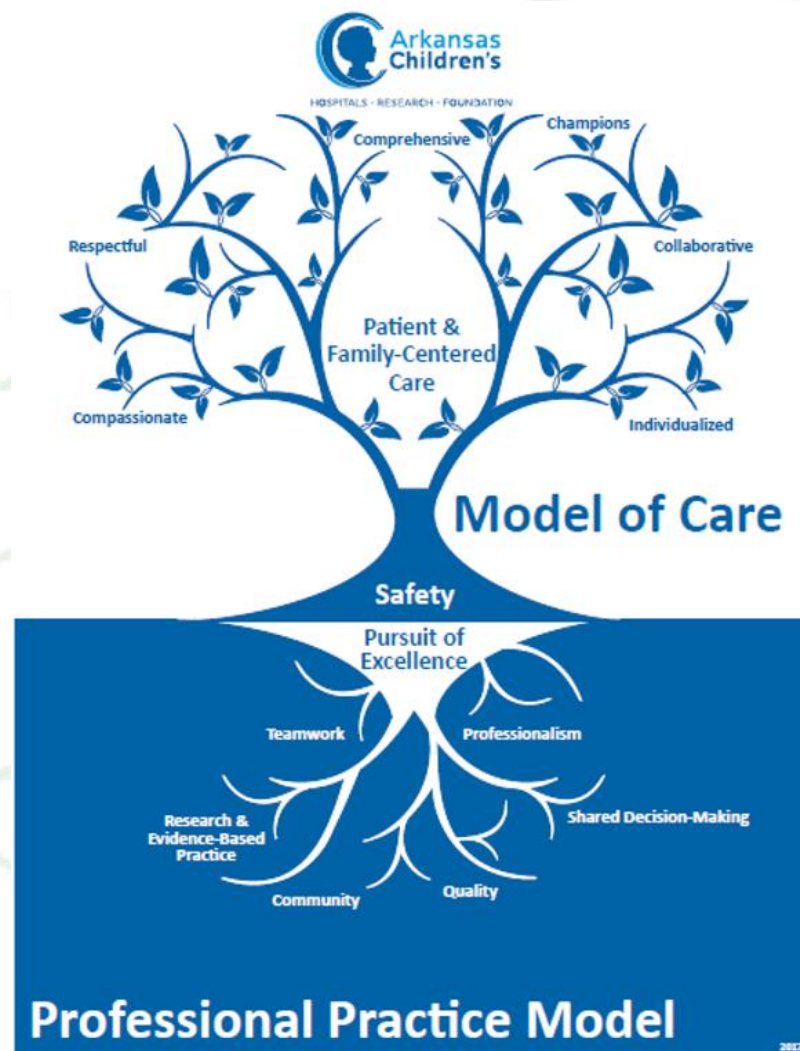 Arkansas
Children's
HOSPITALS · RESEARCH · FOUNDATION
Champions
Comprehensive
Respectful
Collaborative
Patient &
Family-Centered
Care
Compassionate
Individualized
Model of Care
Safety
Pursuit of
Excellence
Teamwork
Professionalism
Research &
Evidence-Based
Practice
Shared Decision-Making
Community
Quality
Professional Practice Model
2017